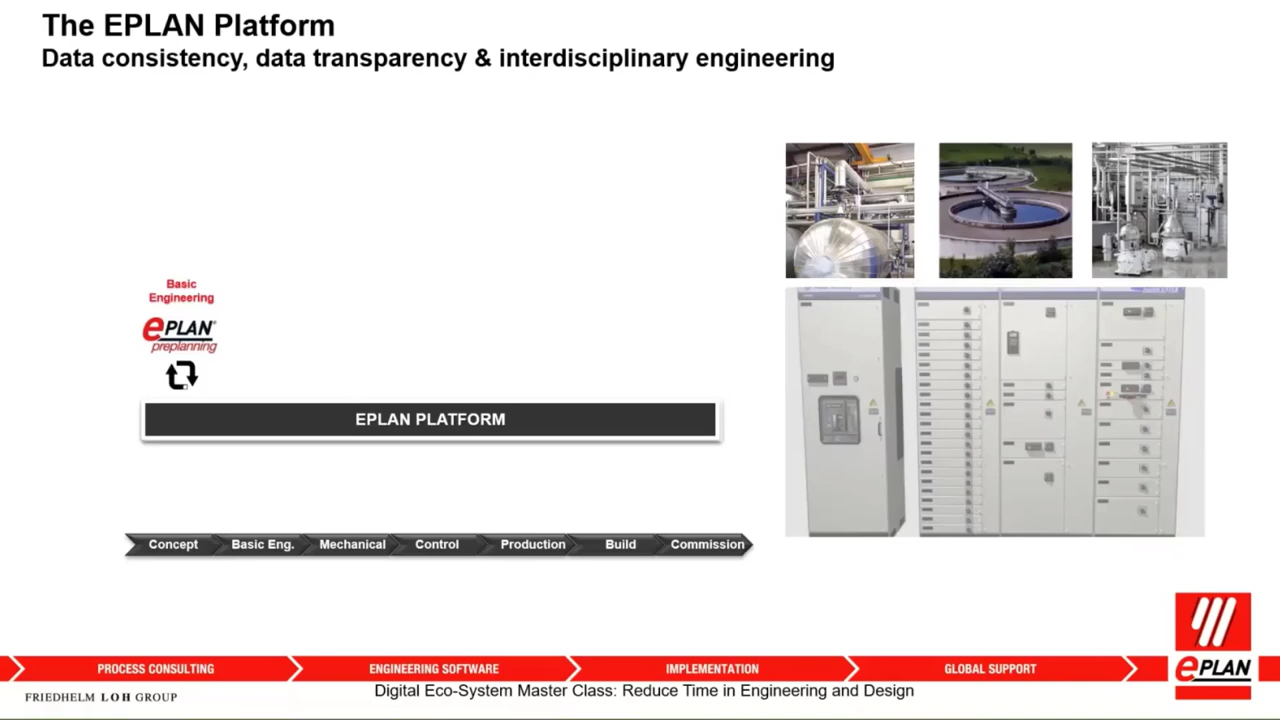 The EPLAN Platform
Data consistency, data transparency & interdisciplinary engineering
Basic
Engineering
ePLAN®
preplanning
EPLAN PLATFORM
Concept
Basic Eng.
Mechanical
Control
Production
Build
Commission
PROCESS CONSULTING
ENGINEERING SOFTWARE
IMPLEMENTATION
GLOBAL SUPPORT
ePLAN
FRIEDHELM LOH GROUP
Digital Eco-System Master Class: Reduce Time in Engineering and Design